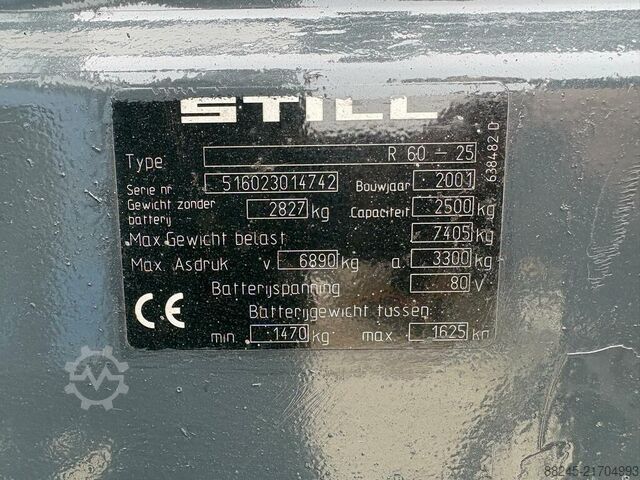 STILL
Type R 60 - 25
Serie nr. 516023014742 Bouwjaar 2001
Gewicht zonder batterij 2827 kg Capaciteit 2500 kg
Max.Gewicht belast 7405 kg
Max. Asdruk v. 6890 kg a. 3300 kg
Batterijspanning 80 V
Batterijgewicht tussen:
min. 1470 kg max. 1625 kg
CE
638482 D
88245-21704993